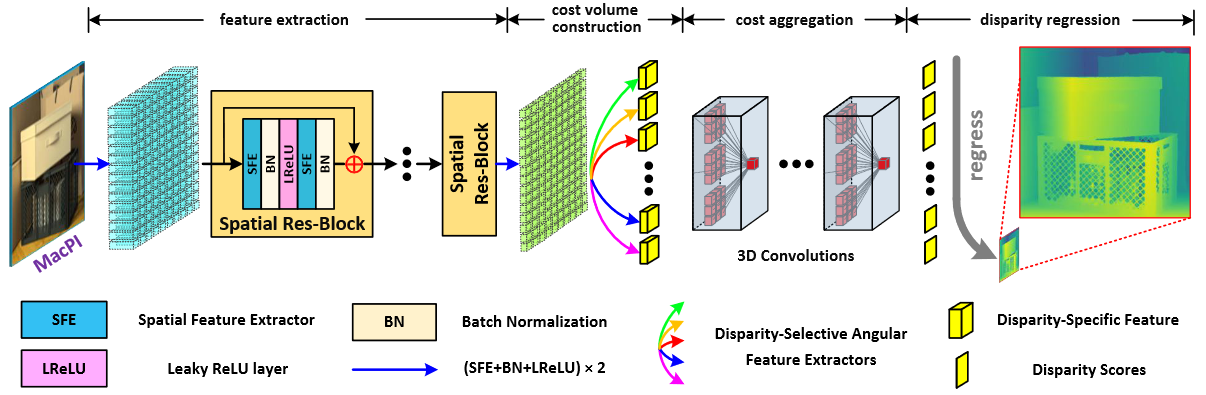 feature extraction
cost volume
construction
cost aggregation
disparity regression
MacPI
SFE
BN
LReLU
SFE
BN
Spatial Res-Block
Spatial
Res-Block
3D Convolutions
regress
SFE
Spatial Feature Extractor
BN
Batch Normalization
Disparity-Selective Angular
Feature Extractors
Disparity-Specific Feature
LReLU
Leaky ReLU layer
(SFE+BN+LReLU) × 2
Disparity Scores